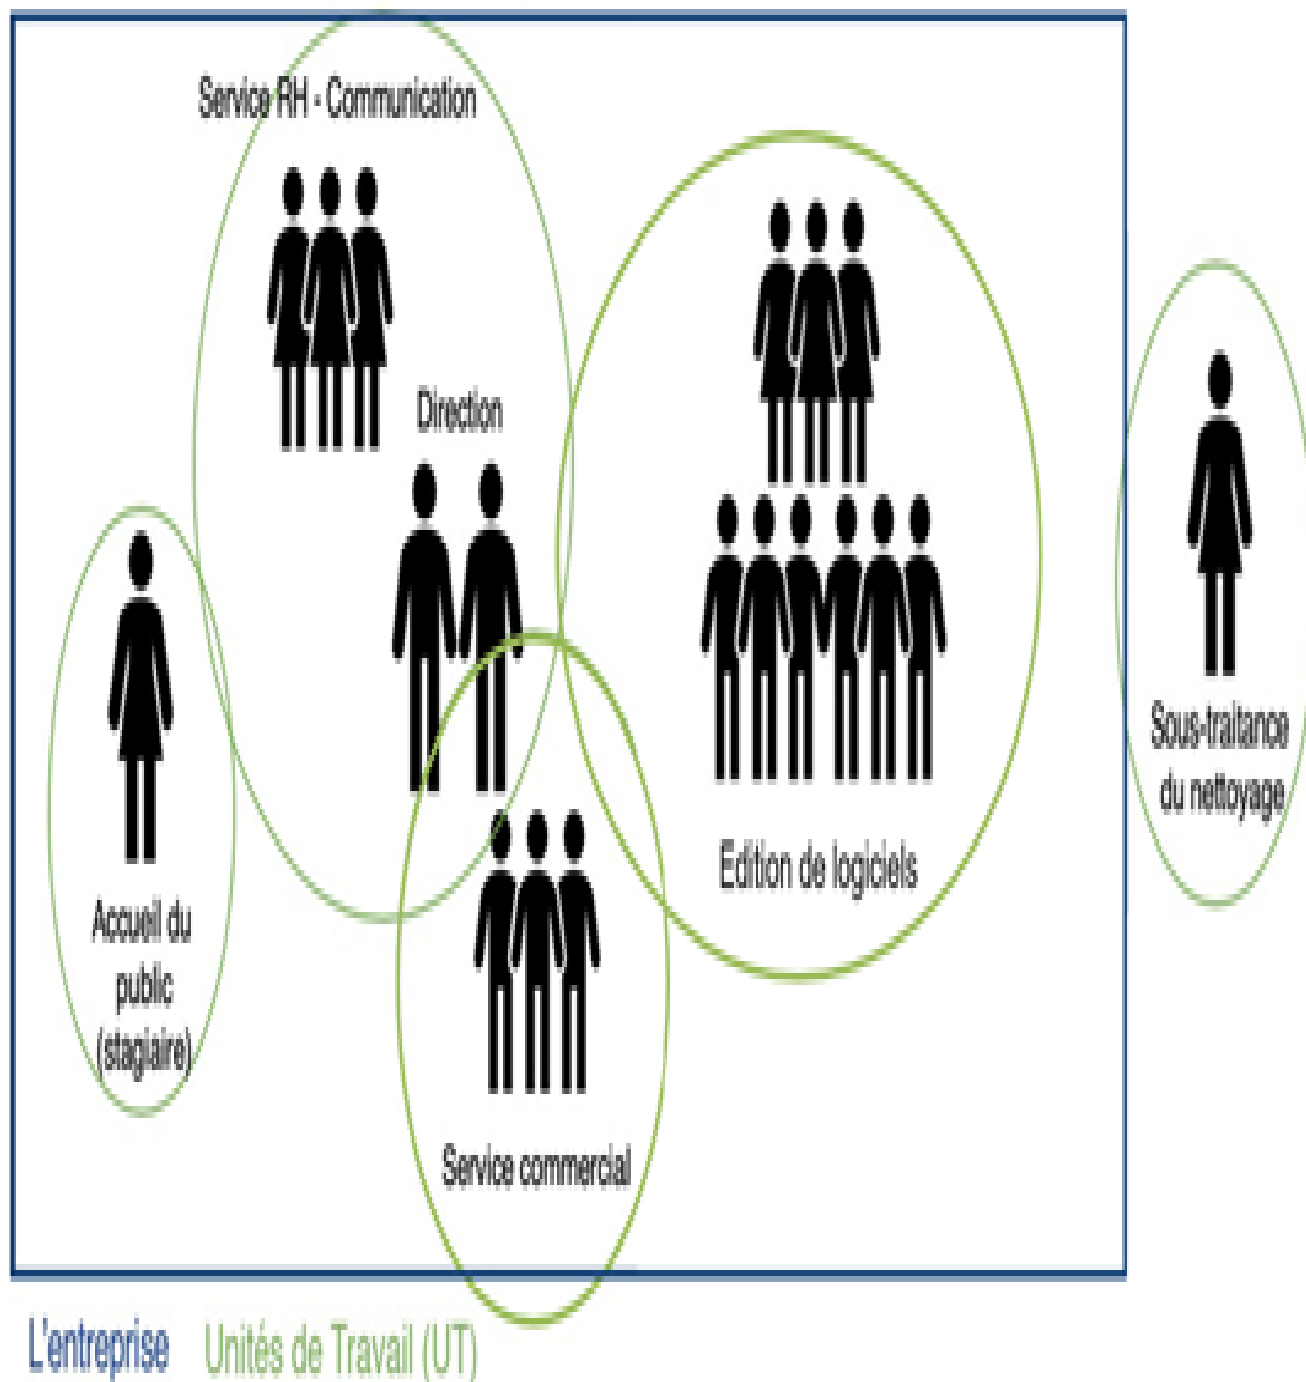 Service RH - Communication
Direction
Accueil du
public
(stagiaire)
Edition de logiciels
Service commercial
Sous-traitance
du nettoyage
L'entreprise
Unités de Travail (UT)